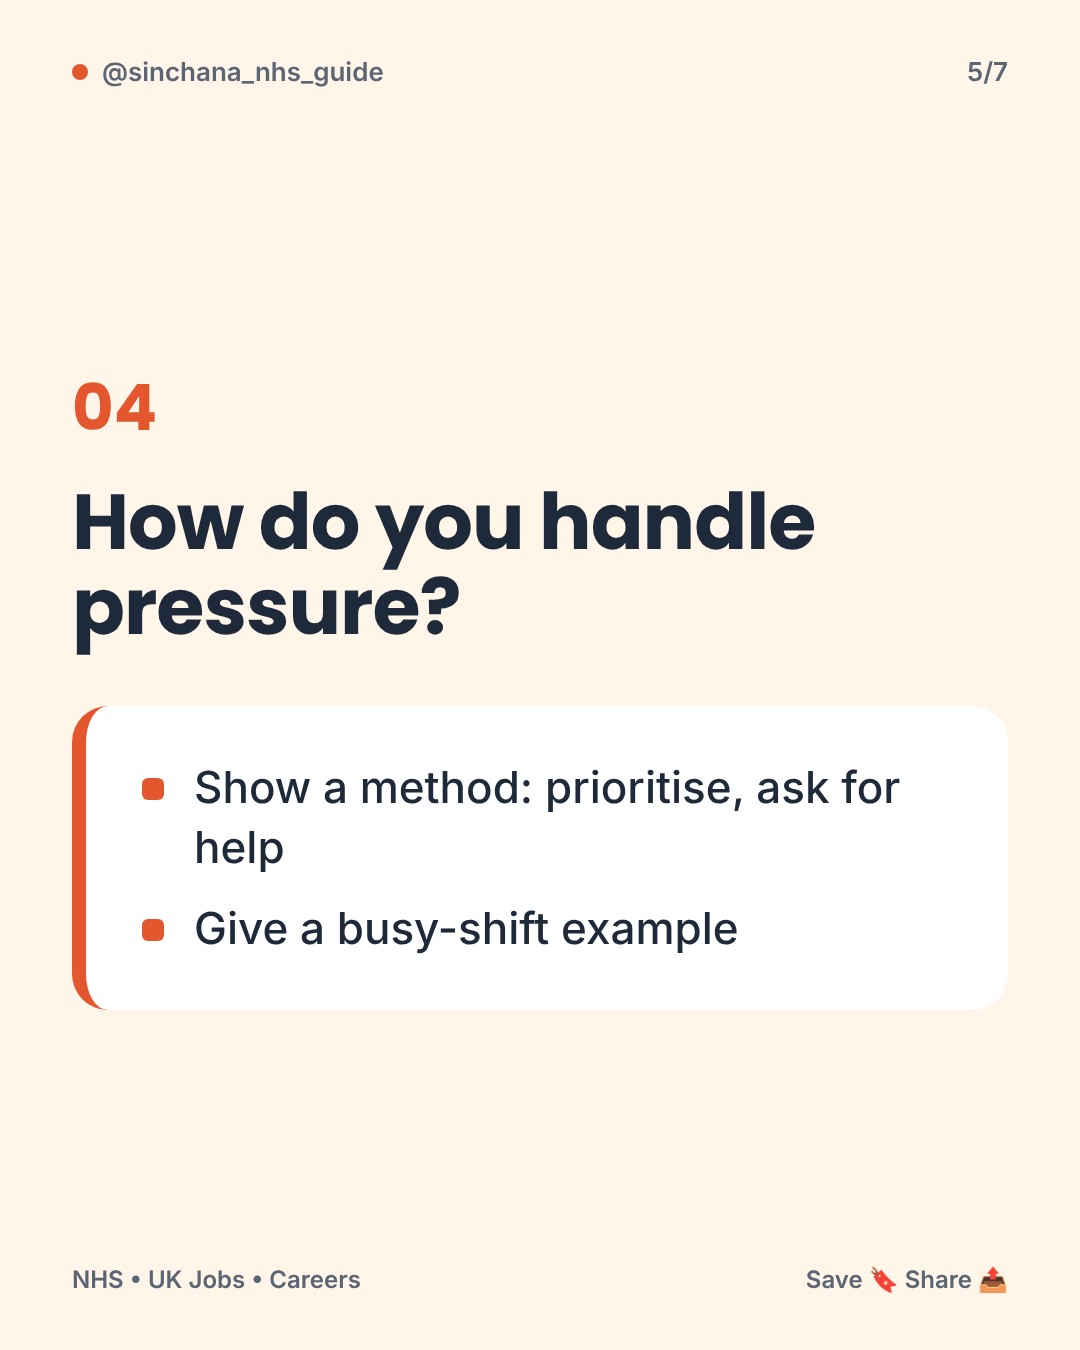 @sinchana_nhs_guide
5/7
04
How do you handle
pressure?
Show a method: prioritise, ask for
help
Give a busy-shift example
NHS • UK Jobs • Careers
Save 🔖 Share 📤